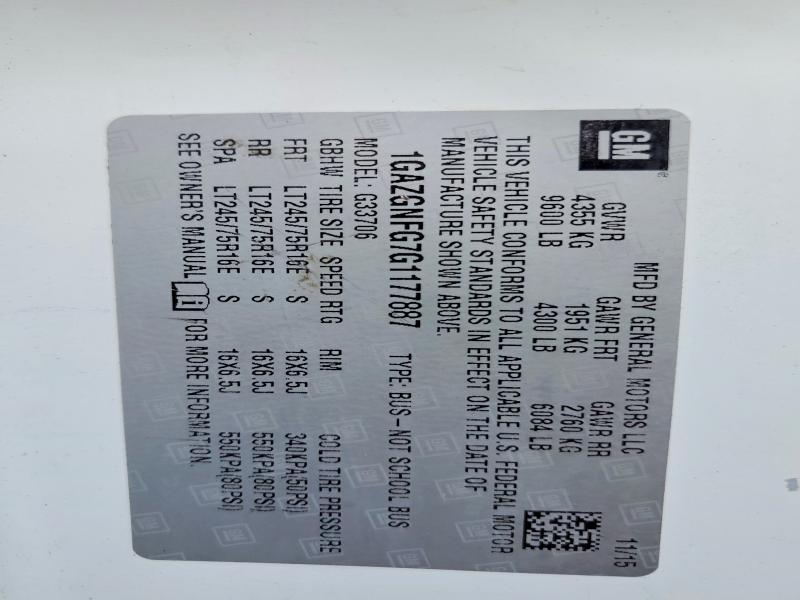 GM
MFD BY GENERAL MOTORS LLC 11/15
GVWR GAWR FRT GAWR RR
4355 KG 1951 KG 2760 KG
9600 LB 4300 LB 6084 LB
THIS VEHICLE CONFORMS TO ALL APPLICABLE U.S. FEDERAL MOTOR
VEHICLE SAFETY STANDARDS IN EFFECT ON THE DATE OF
MANUFACTURE SHOWN ABOVE.
1GAZGNFG7G1177887 TYPE: BUS-NOT SCHOOL BUS
MODEL: G33706
GBHW TIRE SIZE SPEED RTG RIM COLD TIRE PRESSURE
FRT LT245/75R16E S 16X6.5J 340KPA(50PSI)
RR LT245/75R16E S 16X6.5J 550KPA(80PSI)
SPA LT245/75R16E S 16X6.5J 550KPA(80PSI)
SEE OWNER'S MANUAL FOR MORE INFORMATION.